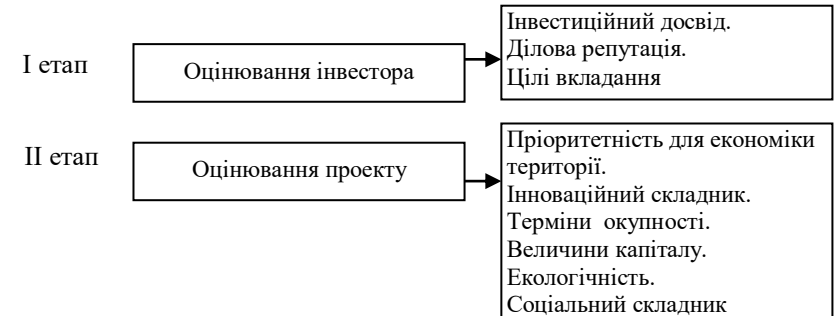 І етап
Оцінювання інвестора
Інвестиційний досвід.
Ділова репутація.
Цілі вкладання
ІІ етап
Оцінювання проекту
Пріоритетність для економіки
території.
Інноваційний складник.
Терміни окупності.
Величини капіталу.
Екологічність.
Соціальний складник